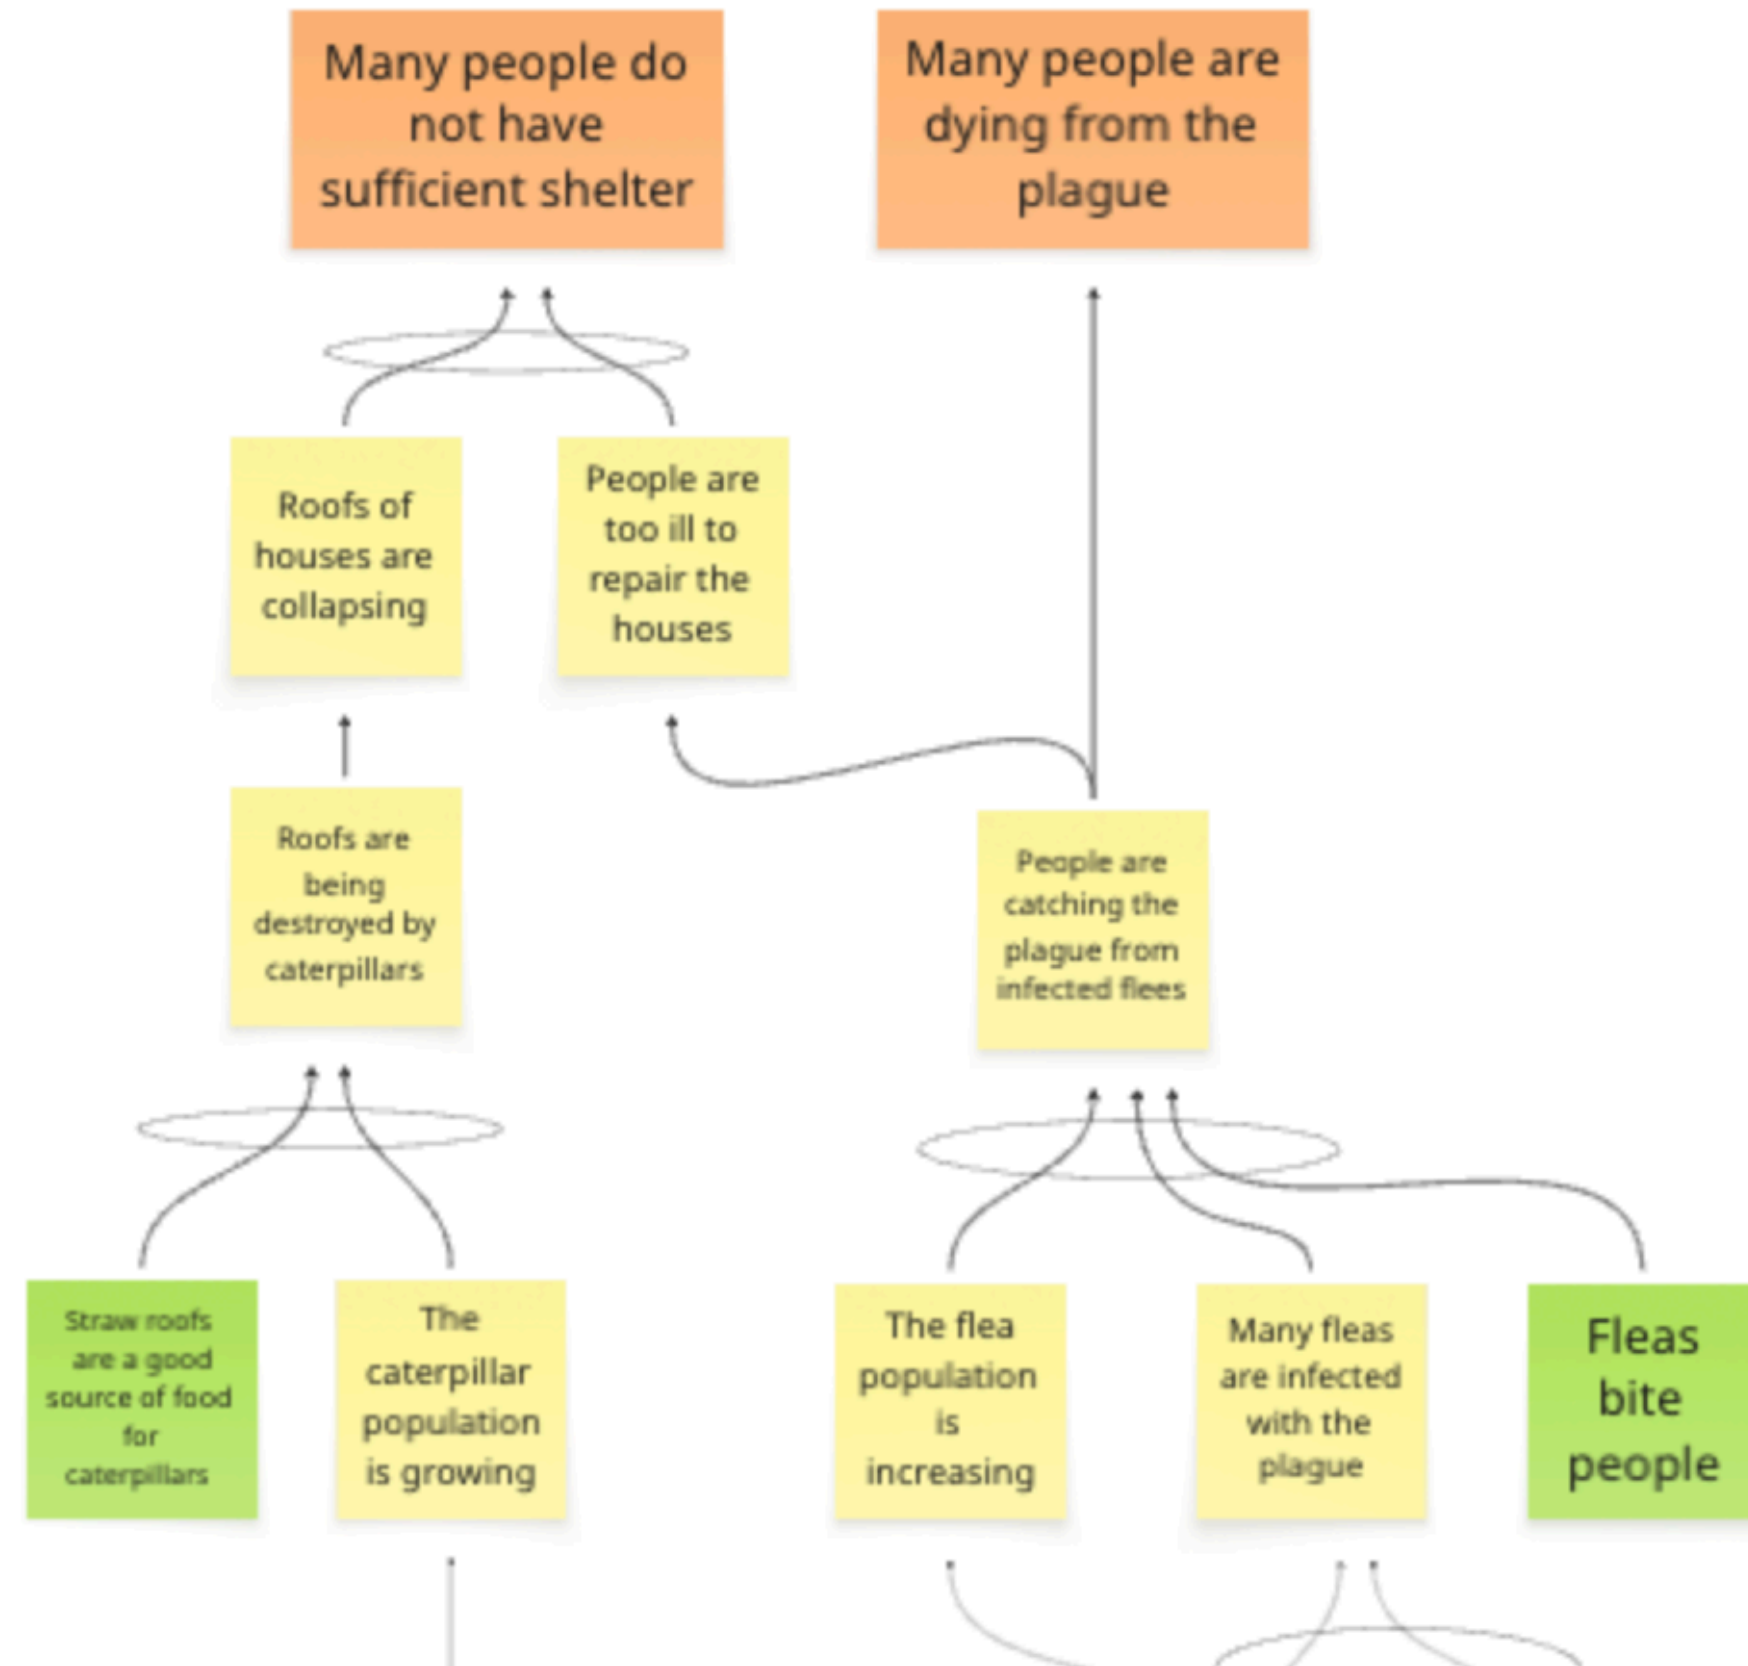 Many people do
not have
sufficient shelter
Many people are
dying from the
plague
Roofs of
houses are
collapsing
People are
too ill to
repair the
houses
Roofs are
being
destroyed by
caterpillars
People are
catching the
plague from
infected flees
Straw roofs
are a good
source of food
for
caterpillars
The
caterpillar
population
is growing
The flea
population
is
increasing
Many fleas
are infected
with the
plague
Fleas
bite
people